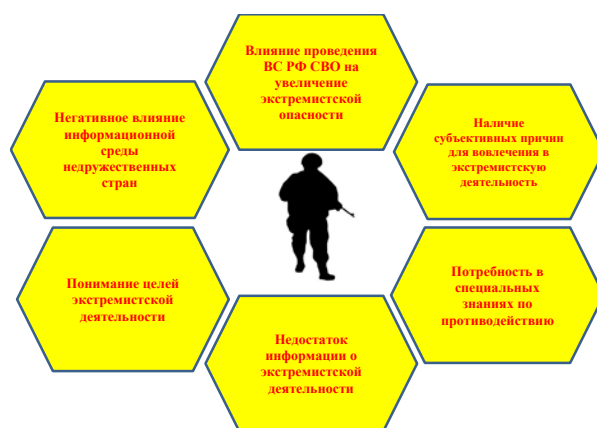 Влияние проведения
ВС РФ СВО на
увеличение
экстремистской
опасности
Негативное влияние
информационной
среды
недружественных
стран
Наличие
субъективных причин
для вовлечения в
экстремистскую
деятельность
Понимание целей
экстремистской
деятельности
Потребность в
специальных
знаниях по
противодействию
Недостаток
информации о
экстремистской
деятельности